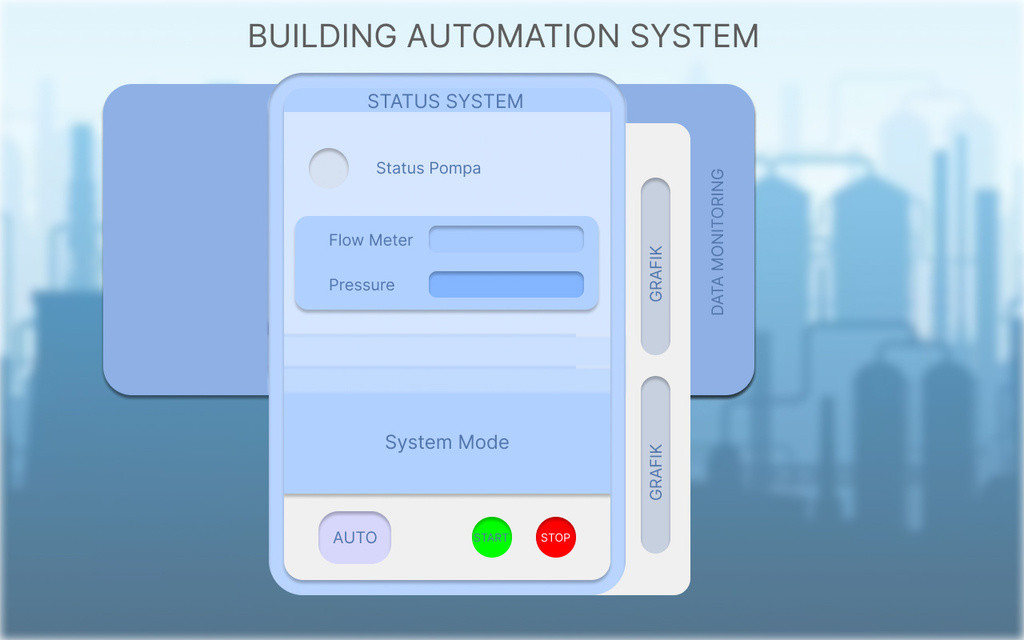 BUILDING AUTOMATION SYSTEM
STATUS SYSTEM
Status Pompa
Flow Meter
Pressure
System Mode
AUTO
START
STOP
GRAFIK
GRAFIK
DATA MONITORING